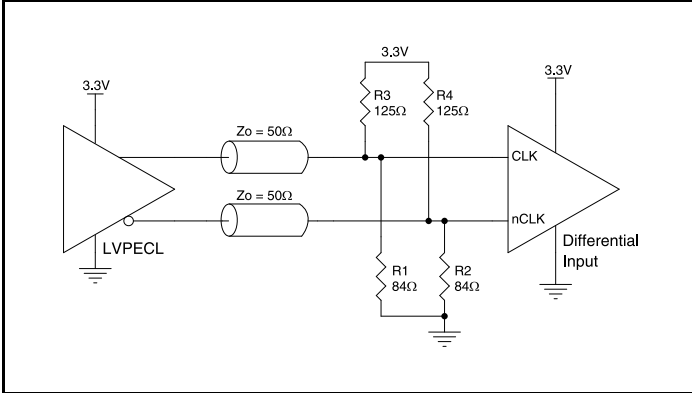 3.3V
3.3V
3.3V
R3
125Ω
R4
125Ω
Zo = 50Ω
CLK
Zo = 50Ω
nCLK
LVPECL
Differential
Input
R1
84Ω
R2
84Ω